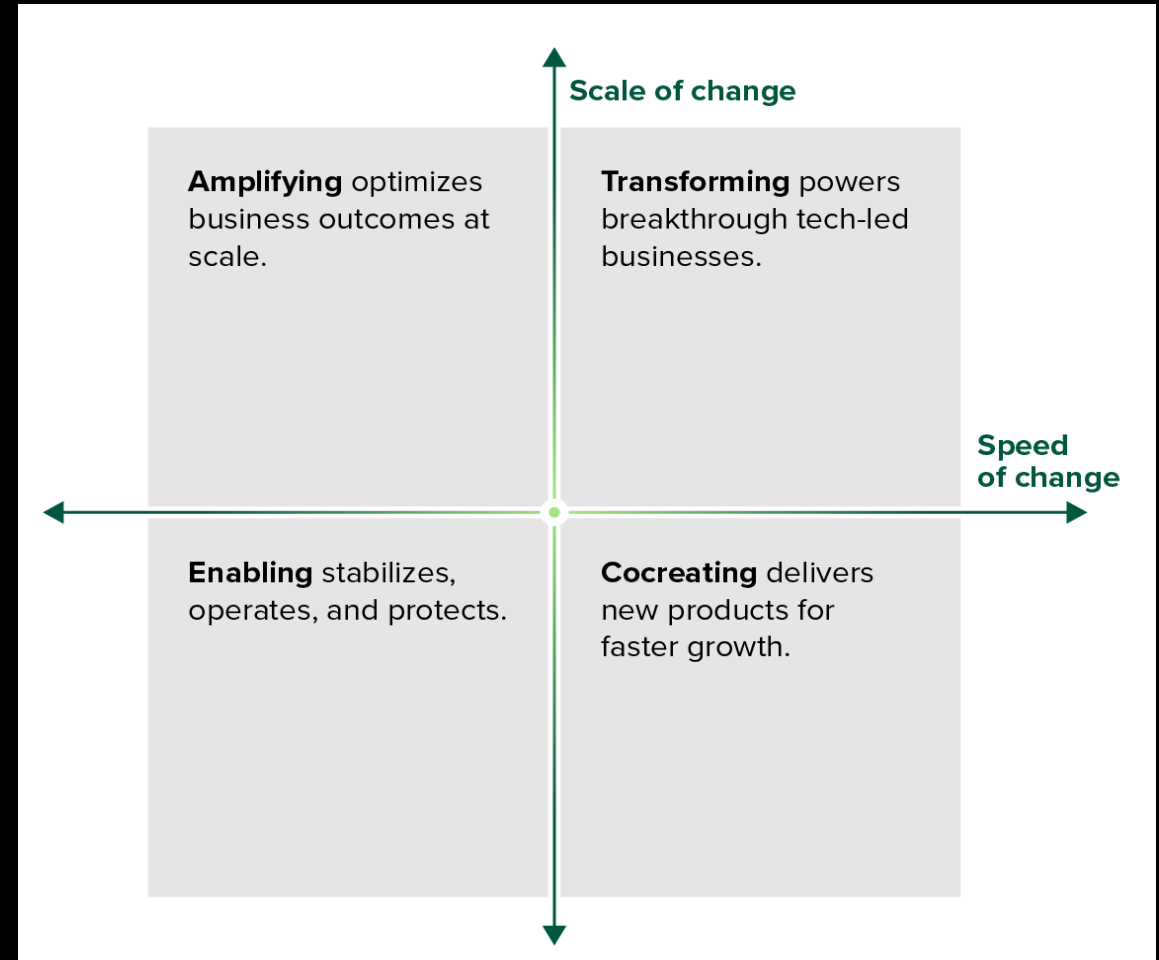 Scale of change
Amplifying optimizes
business outcomes at
scale.
Transforming powers
breakthrough tech-led
businesses.
Speed
of change
Enabling stabilizes,
operates, and protects.
Cocreating delivers
new products for
faster growth.